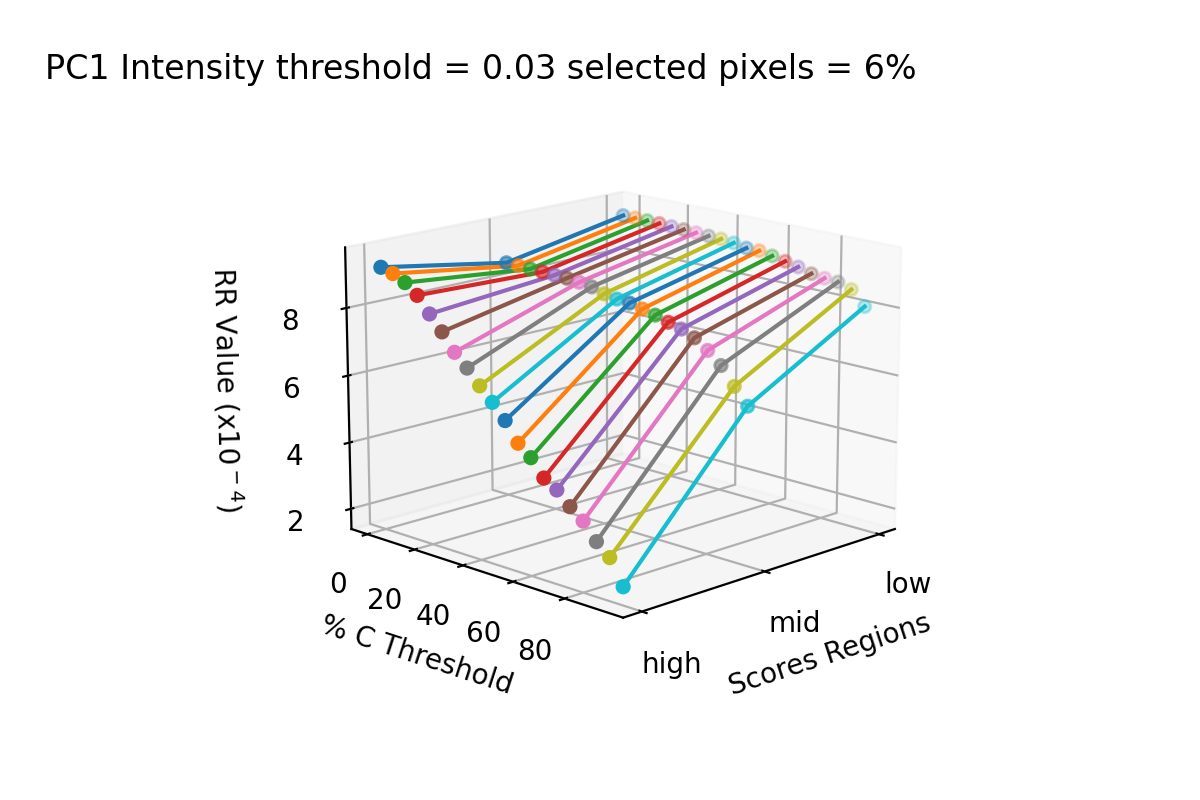 PC1 Intensity threshold = 0.03 selected pixels = 6%
RR Value (x10⁻⁴)
8
6
4
2
0
20
40
60
80
% C Threshold
high
mid
low
Scores Regions